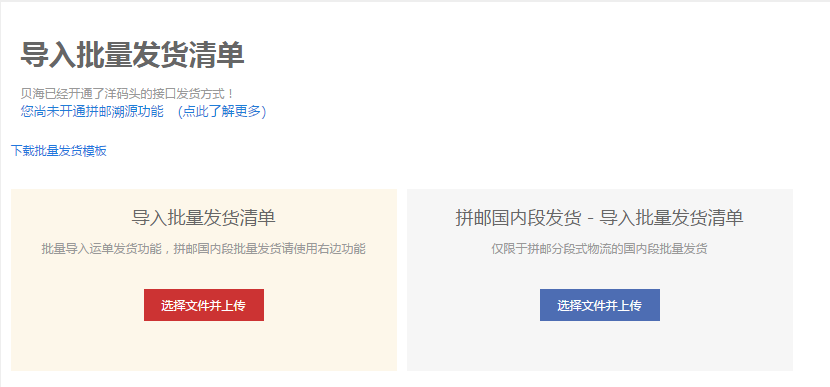 导入批量发货清单
贝海已经开通了洋码头的接口发货方式！
您尚未开通拼邮溯源功能 (点此了解更多)
下载批量发货模板
导入批量发货清单
批量导入运单发货功能，拼邮国内段批量发货请使用右边功能
选择文件并上传
拼邮国内段发货 - 导入批量发货清单
仅限于拼邮分段式物流的国内段批量发货
选择文件并上传